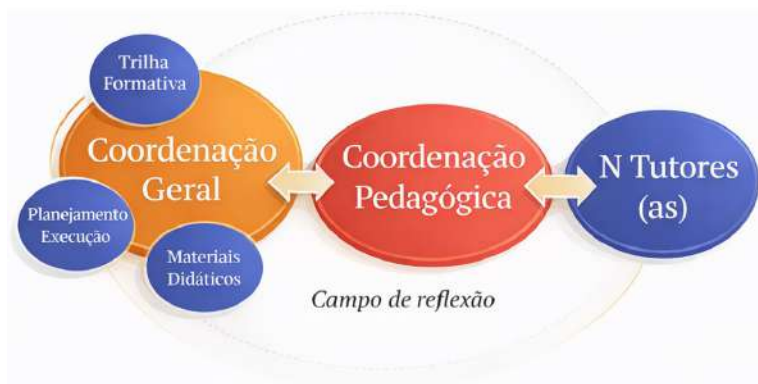 Trilha
Formativa
Coordenação
Geral
Planejamento
Execução
Materiais
Didáticos
Coordenação
Pedagógica
N Tutores
(as)
Campo de reflexão